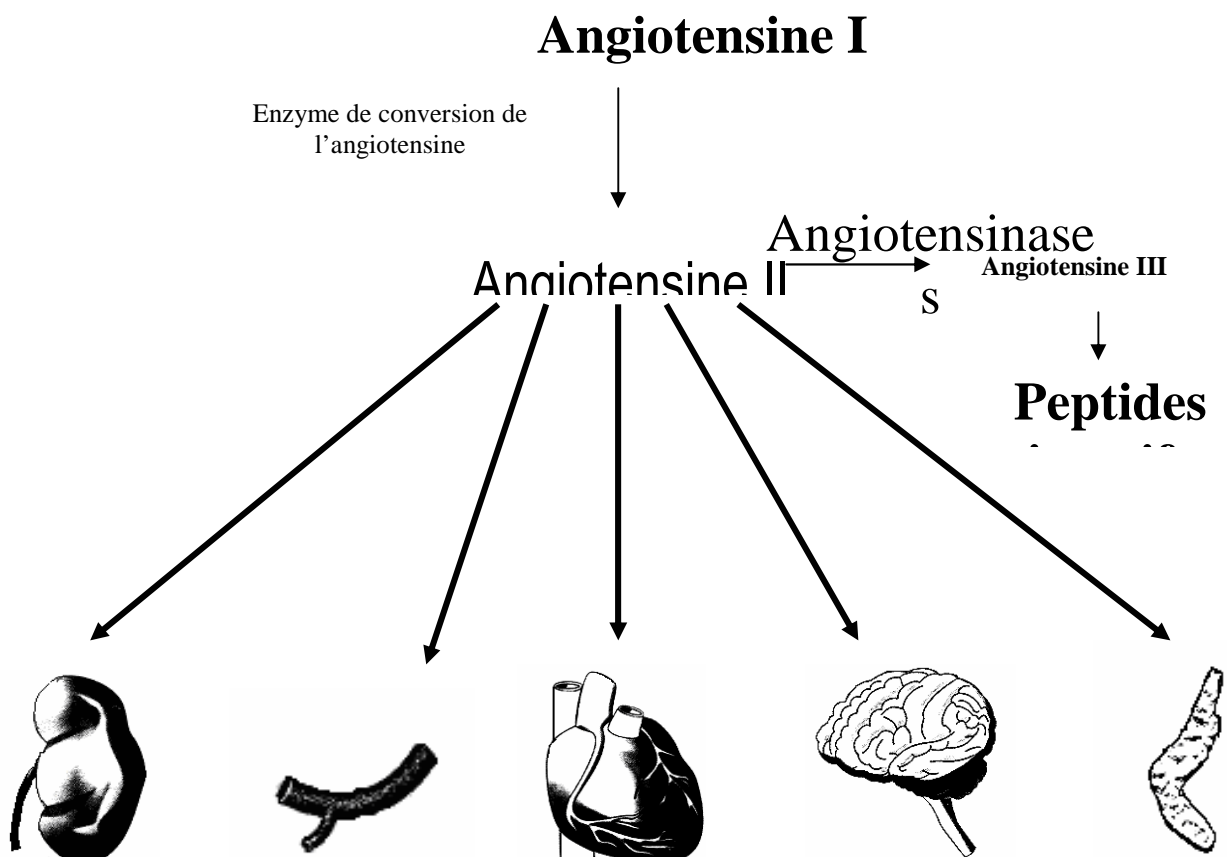 Angiotensine I
Enzyme de conversion de
l’angiotensine
Angiotensinase
s
Angiotensine II
Angiotensine III
Peptides